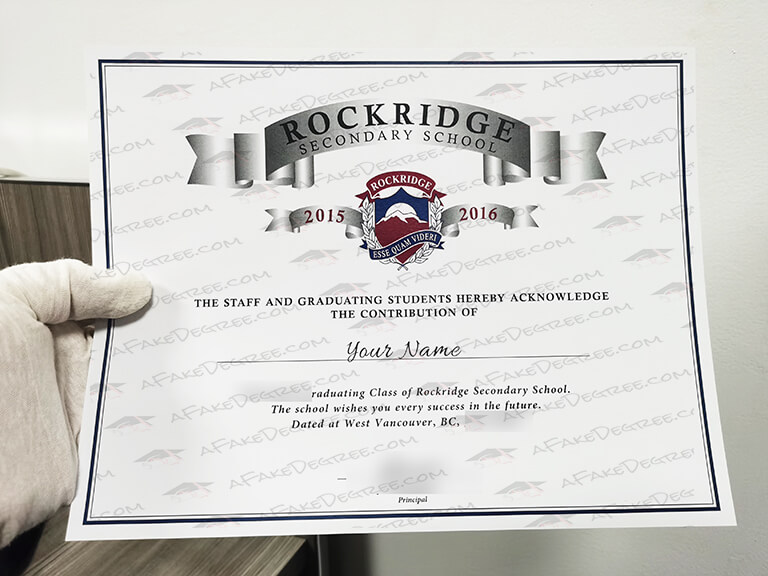 ROCKRIDGE
SECONDARY SCHOOL
ROCKRIDGE
2015 2016
ESSE QUAM VIDERI
THE STAFF AND GRADUATING STUDENTS HEREBY ACKNOWLEDGE
THE CONTRIBUTION OF
Your Name
raduating Class of Rockridge Secondary School.
The school wishes you every success in the future.
Dated at West Vancouver, BC,
Principal
AFakeDegree.com